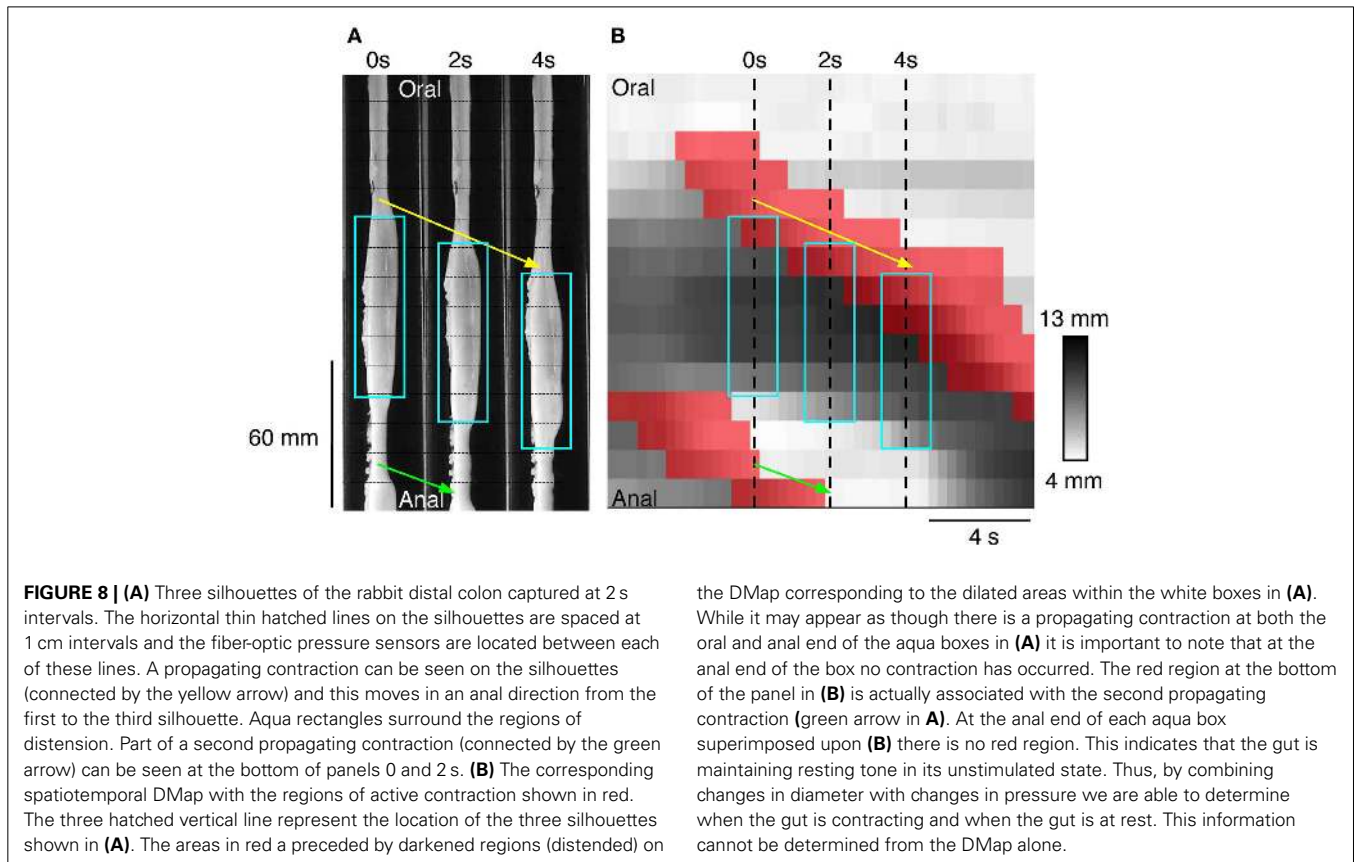 A
B
0s 2s 4s
0s 2s 4s
Oral
Oral
13 mm
60 mm
4 mm
Anal
Anal
4 s
FIGURE 8 | (A) Three silhouettes of the rabbit distal colon captured at 2 s
intervals. The horizontal thin hatched lines on the silhouettes are spaced at
1 cm intervals and the fiber-optic pressure sensors are located between each
of these lines. A propagating contraction can be seen on the silhouettes
(connected by the yellow arrow) and this moves in an anal direction from the
first to the third silhouette. Aqua rectangles surround the regions of
distension. Part of a second propagating contraction (connected by the green
arrow) can be seen at the bottom of panels 0 and 2 s. (B) The corresponding
spatiotemporal DMap with the regions of active contraction shown in red.
The three hatched vertical line represent the location of the three silhouettes
shown in (A). The areas in red a preceded by darkened regions (distended) on
the DMap corresponding to the dilated areas within the white boxes in (A).
While it may appear as though there is a propagating contraction at both the
oral and anal end of the aqua boxes in (A) it is important to note that at the
anal end of the box no contraction has occurred. The red region at the bottom
of the panel in (B) is actually associated with the second propagating
contraction (green arrow in A). At the anal end of each aqua box
superimposed upon (B) there is no red region. This indicates that the gut is
maintaining resting tone in its unstimulated state. Thus, by combining
changes in diameter with changes in pressure we are able to determine
when the gut is contracting and when the gut is at rest. This information
cannot be determined from the DMap alone.